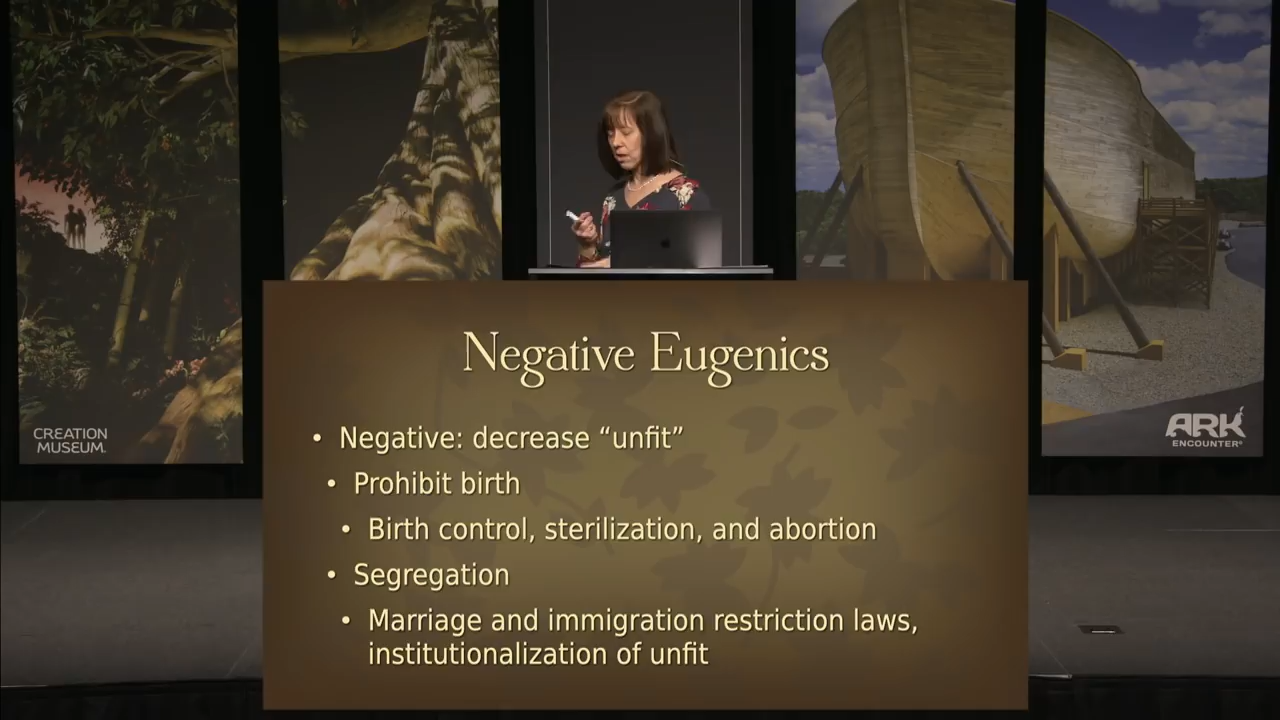 Negative Eugenics
• Negative: decrease “unfit”
• Prohibit birth
• Birth control, sterilization, and abortion
• Segregation
• Marriage and immigration restriction laws,
institutionalization of unfit
CREATION
MUSEUM.
ARK
ENCOUNTER®